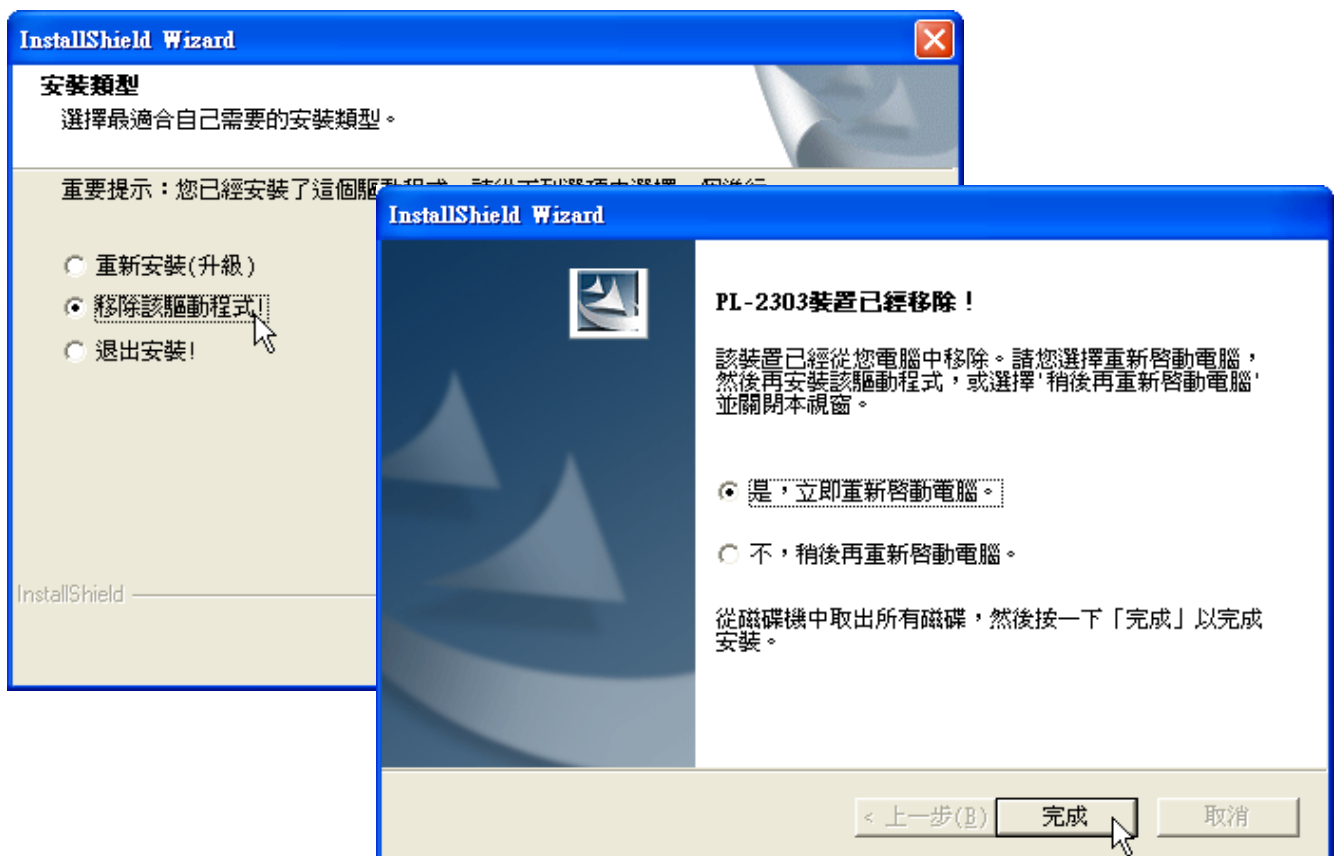 InstallShield Wizard
安裝類型
選擇最適合自己需要的安裝類型。
重要提示：您已經安裝了這個驅動程式
重新安裝(升級)
移除該驅動程式!
退出安裝!
InstallShield
InstallShield Wizard
PL-2303裝置已經移除！
該裝置已經從您電腦中移除。請您選擇重新啓動電腦，
然後再安裝該驅動程式，或選擇'稍後再重新啓動電腦'
並關閉本視窗。
是，立即重新啓動電腦。
不，稍後再重新啓動電腦。
從磁碟機中取出所有磁碟，然後按一下「完成」以完成
安裝。
< 上一步(B)
完成
取消